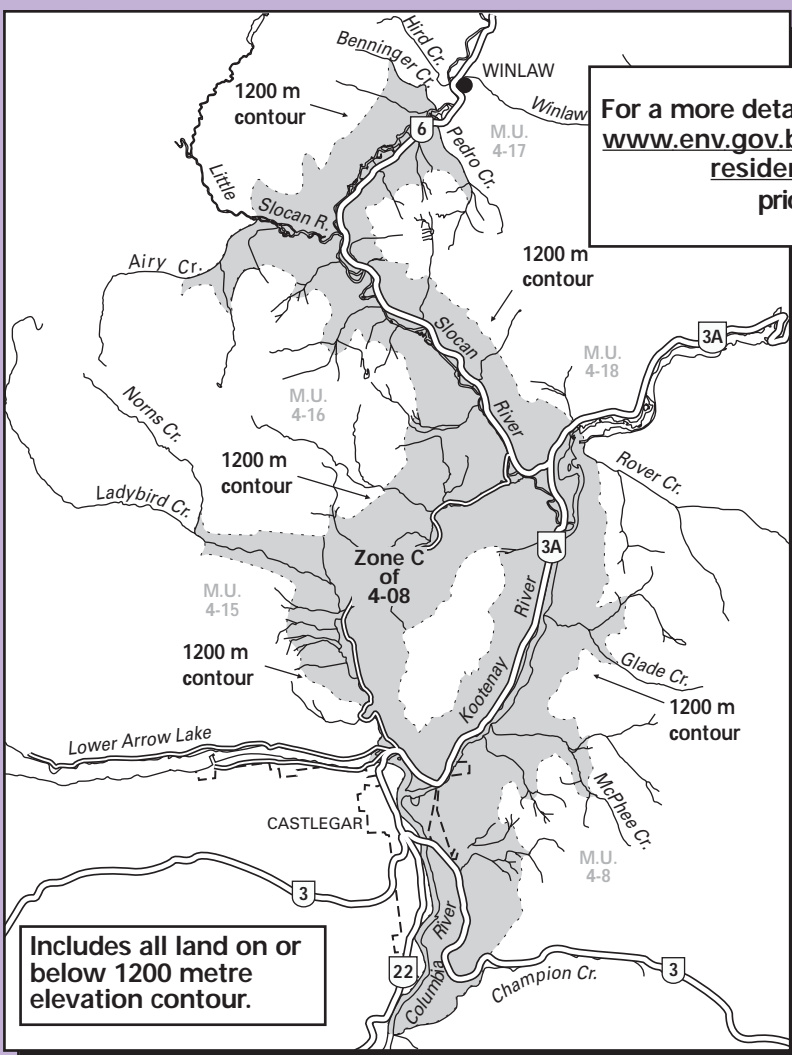 Hird Cr.
Benninger Cr.
WINLAW
1200 m
contour
Winlaw
6
Pedro Cr.
M.U.
4-17
For a more deta
www.env.gov.b
resider
pric
Little
Slocan R.
Airy Cr.
1200 m
contour
Slocan
River
3A
M.U.
4-18
M.U.
4-16
Norns Cr.
1200 m
contour
Ladybird Cr.
Rover Cr.
Zone C
of
4-08
3A
M.U.
4-15
River
Kootenay
1200 m
contour
Glade Cr.
1200 m
contour
Lower Arrow Lake
McPhee Cr.
CASTLEGAR
M.U.
4-8
3
River
Columbia
22
Champion Cr.
3
Includes all land on or
below 1200 metre
elevation contour.